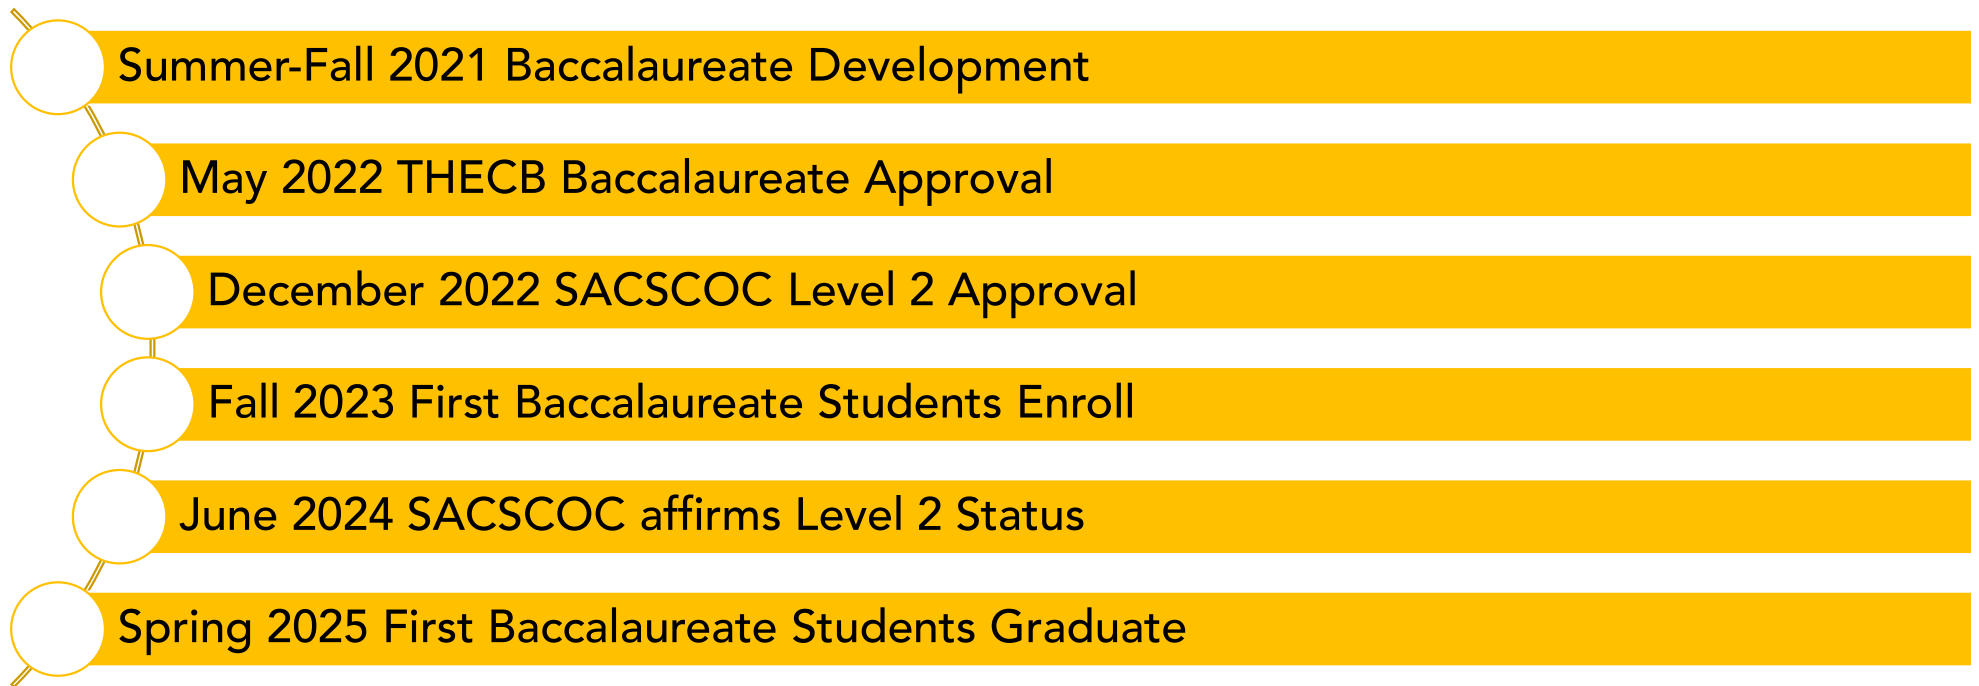 Summer-Fall 2021 Baccalaureate Development
May 2022 THECB Baccalaureate Approval
December 2022 SACSCOC Level 2 Approval
Fall 2023 First Baccalaureate Students Enroll
June 2024 SACSCOC affirms Level 2 Status
Spring 2025 First Baccalaureate Students Graduate